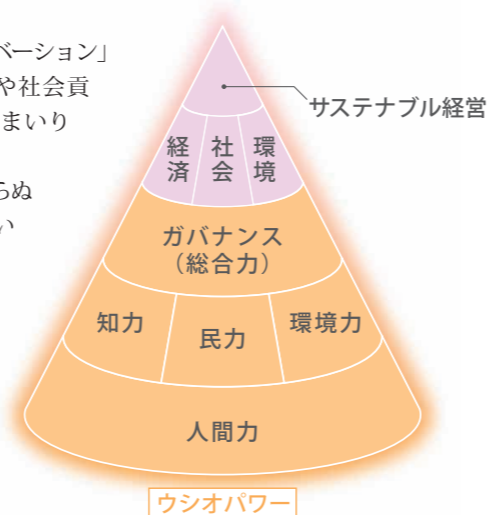 ベーション」
や社会貢
まいり
らぬ
い
サステナブル経営
経済
社会
環境
ガバナンス
（総合力）
知力
民力
環境力
人間力
ウシオパワー